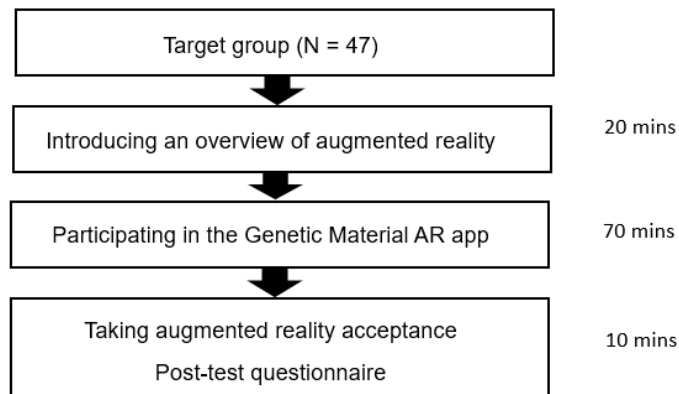 Target group (N = 47)
Introducing an overview of augmented reality
20 mins
Participating in the Genetic Material AR app
70 mins
Taking augmented reality acceptance
Post-test questionnaire
10 mins